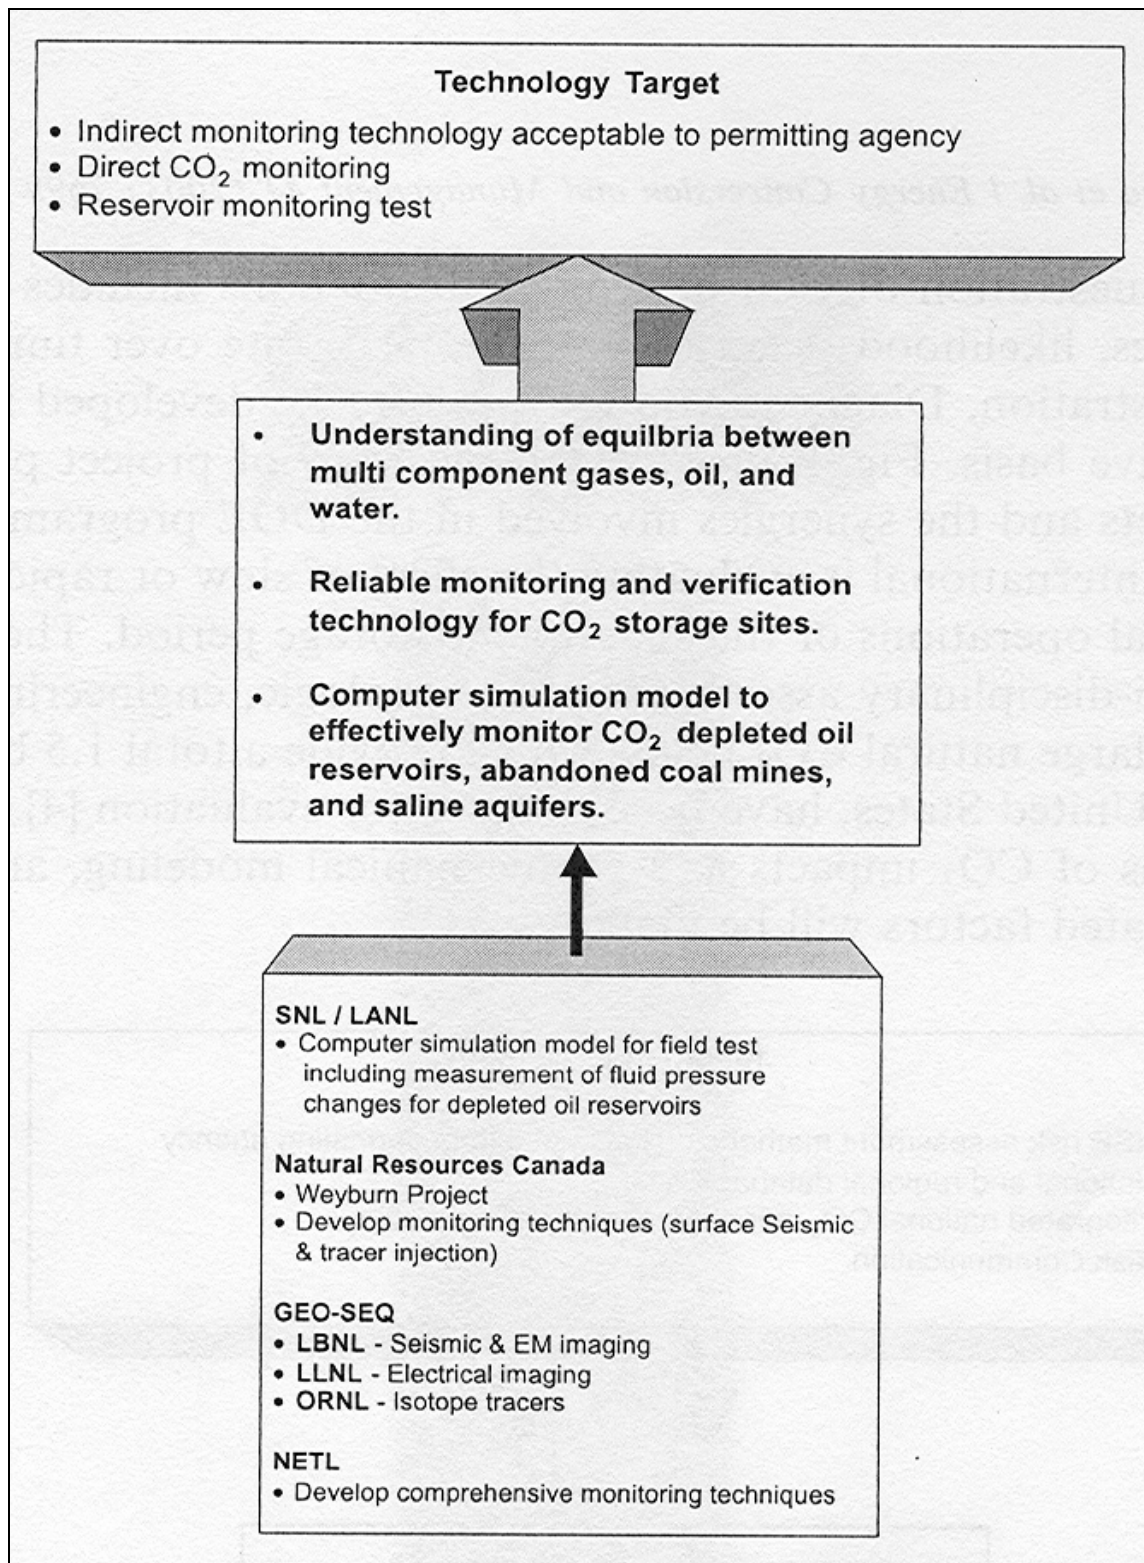 Technology Target
• Indirect monitoring technology acceptable to permitting agency
• Direct CO₂ monitoring
• Reservoir monitoring test
• Understanding of equilbria between
multi component gases, oil, and
water.
• Reliable monitoring and verification
technology for CO₂ storage sites.
• Computer simulation model to
effectively monitor CO₂ depleted oil
reservoirs, abandoned coal mines,
and saline aquifers.
SNL / LANL
• Computer simulation model for field test
including measurement of fluid pressure
changes for depleted oil reservoirs
Natural Resources Canada
• Weyburn Project
• Develop monitoring techniques (surface Seismic
& tracer injection)
GEO-SEQ
• LBNL - Seismic & EM imaging
• LLNL - Electrical imaging
• ORNL - Isotope tracers
NETL
• Develop comprehensive monitoring techniques